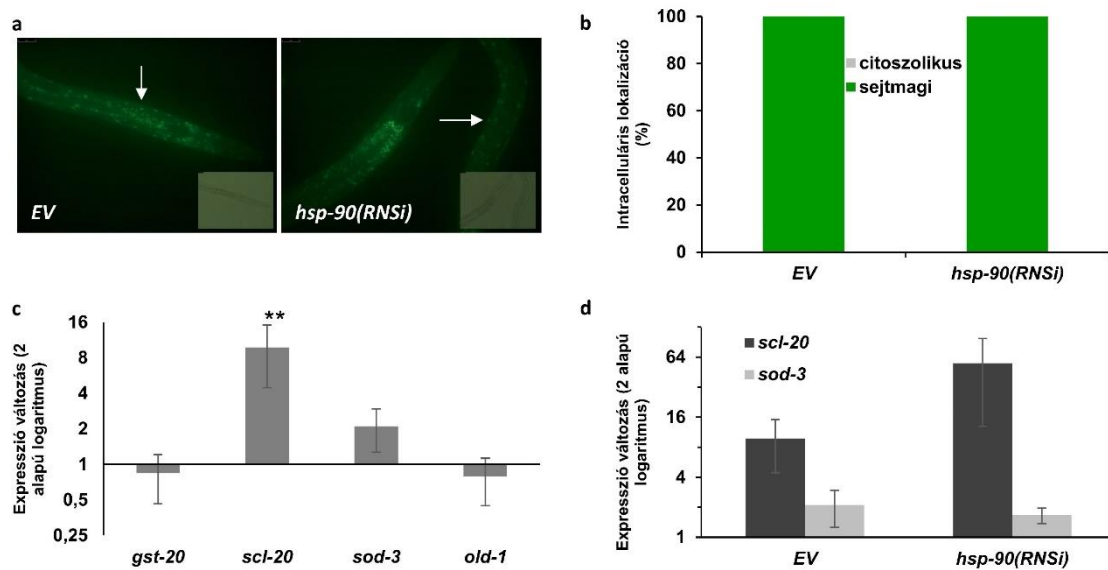 a
EV
hsp-90(RNSi)
b
Intracelluláris lokalizáció
(%)
100
80
60
40
20
0
citoszolikus
sejtmagi
EV
hsp-90(RNSi)
c
Expresszió változás (2
alapú logaritmus)
16
8
4
2
1
0,5
0,25
**
gst-20
scl-20
sod-3
old-1
d
Expresszió változás (2 alapú
logaritmus)
64
16
4
1
scl-20
sod-3
EV
hsp-90(RNSi)